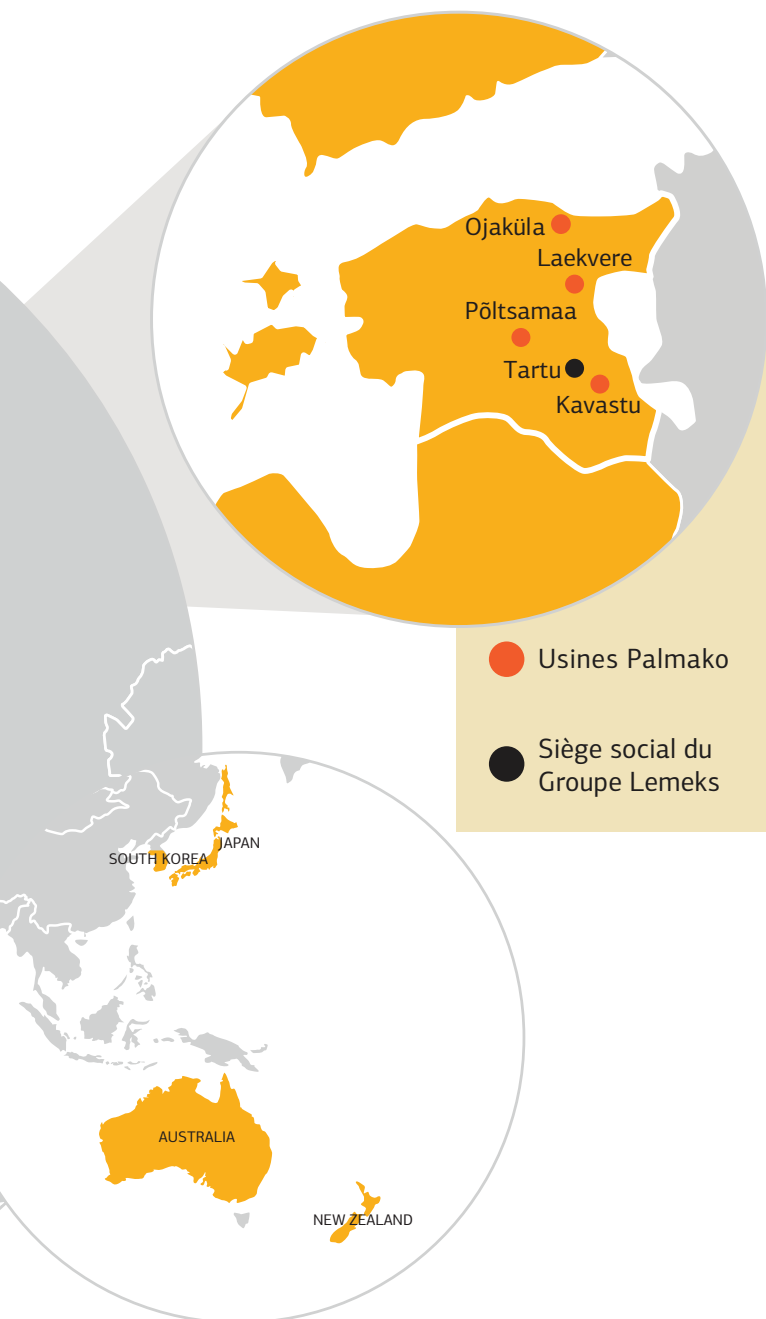 Ojaküla
Laekvere
Põltsamaa
Tartu
Kavastu
Usines Palmako
Siège social du
Groupe Lemeks
JAPAN
SOUTH KOREA
AUSTRALIA
NEW ZEALAND